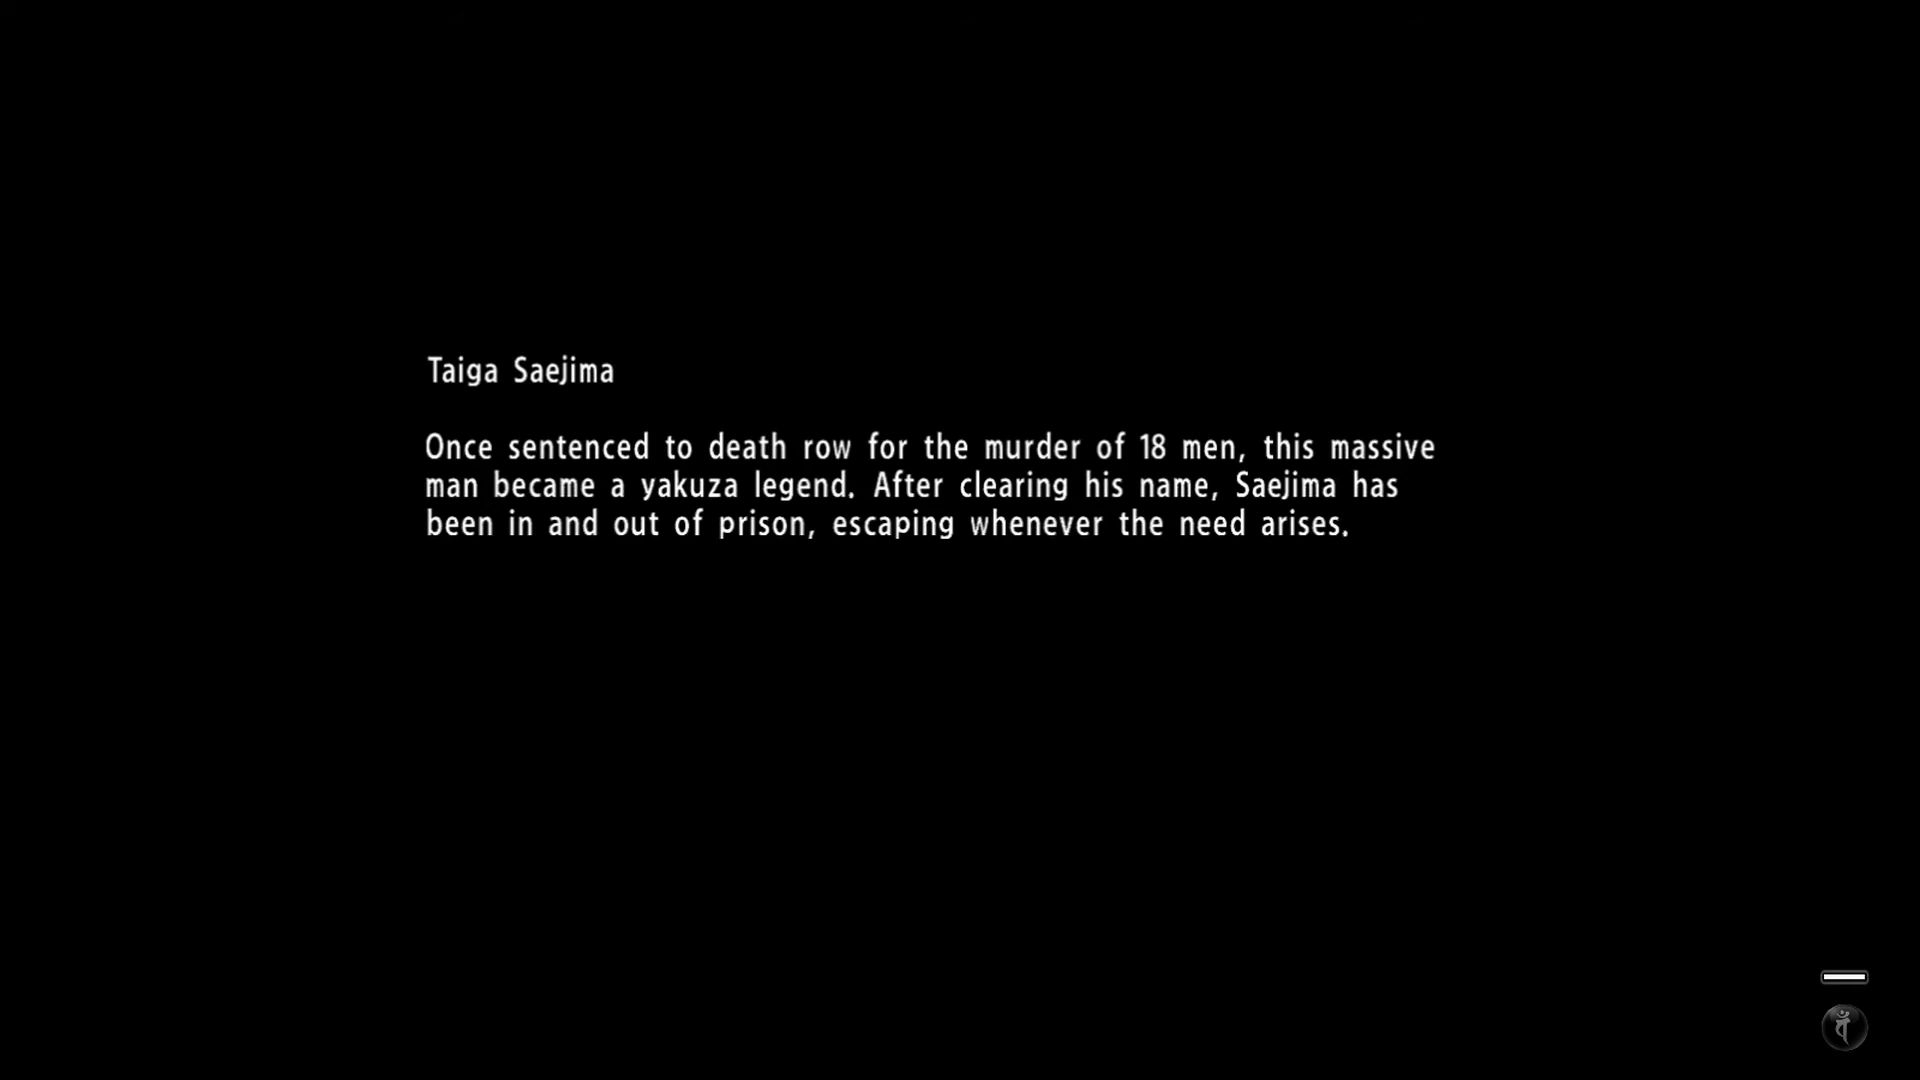 Taiga Saejima
Once sentenced to death row for the murder of 18 men, this massive
man became a yakuza legend. After clearing his name, Saejima has
been in and out of prison, escaping whenever the need arises.